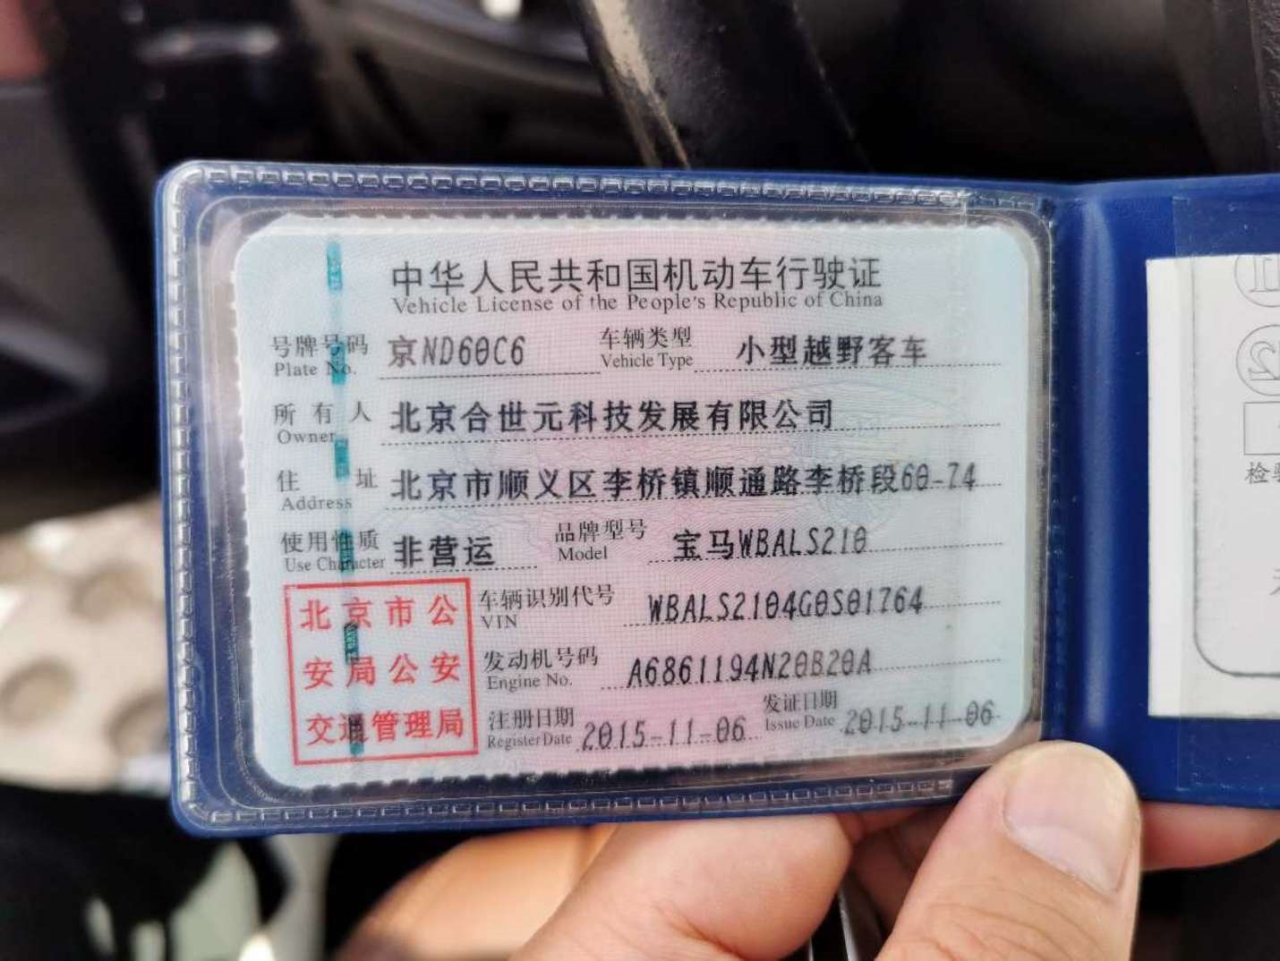 中华人民共和国机动车行驶证
Vehicle License of the People's Republic of China
号牌号码 京ND60C6 车辆类型 小型越野客车
Plate No. Vehicle Type
所有人 北京合世元科技发展有限公司
Owner
住址 北京市顺义区李桥镇顺通路李桥段60-74
Address
使用性质 非营运 品牌型号 宝马WBALS210
Use Character Model
北京市公 车辆识别代号 WBALS2104G0S01764
VIN
安局公安 发动机号码 A6861194N20B20A
Engine No.
交通管理局 注册日期 2015-11-06 发证日期 2015-11-06
Register Date Issue Date